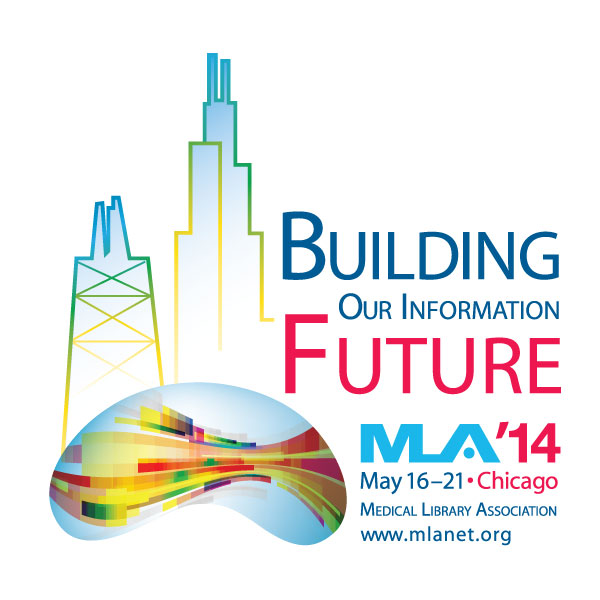 BUILDING
OUR INFORMATION
FUTURE
MLA'14
May 16–21 • Chicago
MEDICAL LIBRARY ASSOCIATION
www.mlanet.org